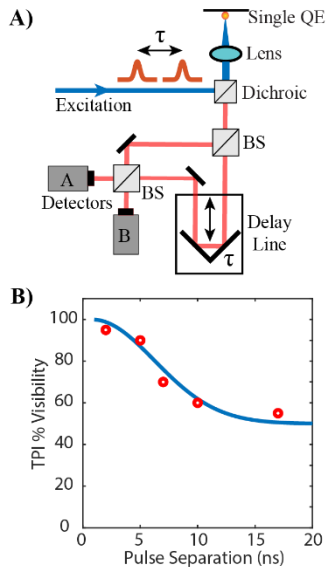 A)
τ
Single QE
Lens
Excitation
Dichroic
BS
A
BS
Detectors
B
Delay
Line
τ
B)
100
80
60
40
20
0
TPI % Visibility
0 5 10 15 20
Pulse Separation (ns)